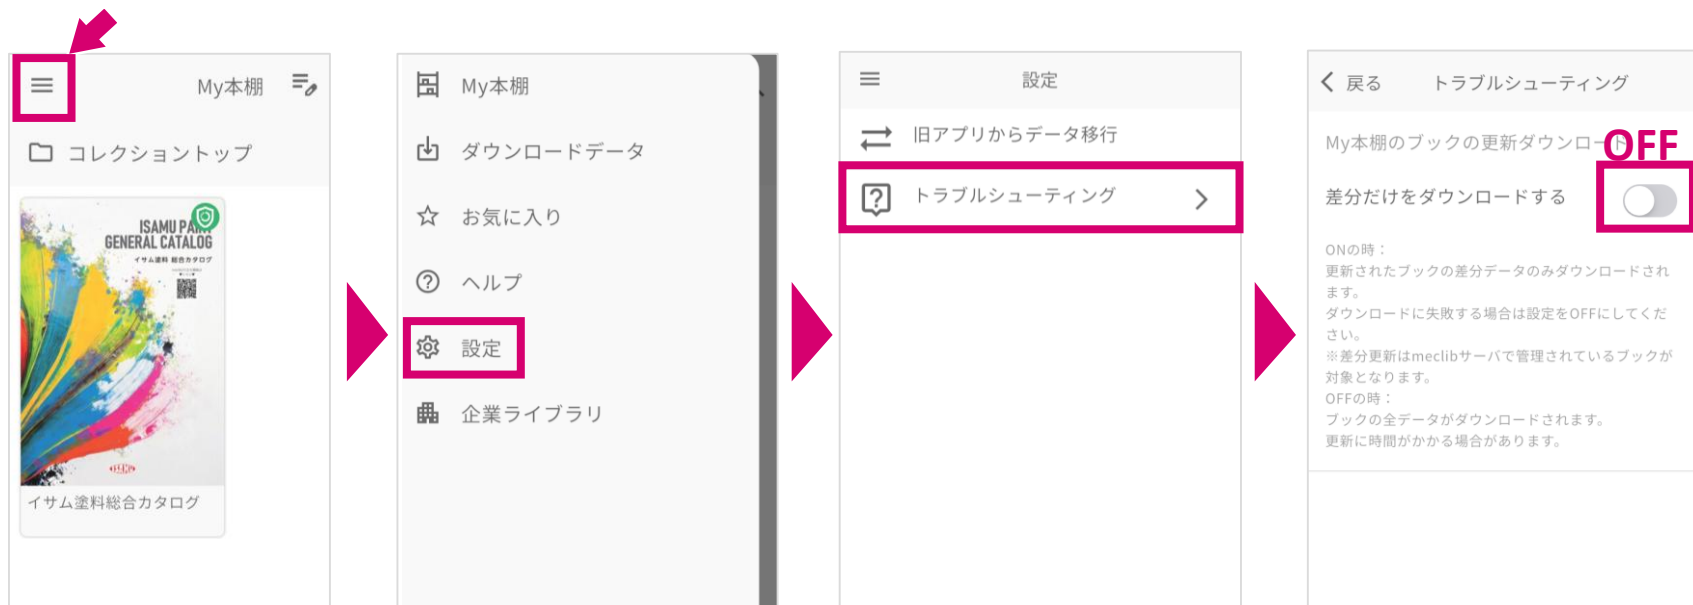 My本棚
コレクショントップ
ISAMU PAINT
GENERAL CATALOG
イサム塗料 総合カタログ
ISAMU
イサム塗料総合カタログ
My本棚
ダウンロードデータ
お気に入り
ヘルプ
設定
企業ライブラリ
設定
旧アプリからデータ移行
トラブルシューティング
戻る トラブルシューティング
My本棚のブックの更新ダウンロード
OFF
差分だけをダウンロードする
ONの時：
更新されたブックの差分データのみダウンロードされ
ます。
ダウンロードに失敗する場合は設定をOFFにしてくだ
さい。
※差分更新はmeclibサーバで管理されているブックが
対象となります。
OFFの時：
ブックの全データがダウンロードされます。
更新に時間がかかる場合があります。